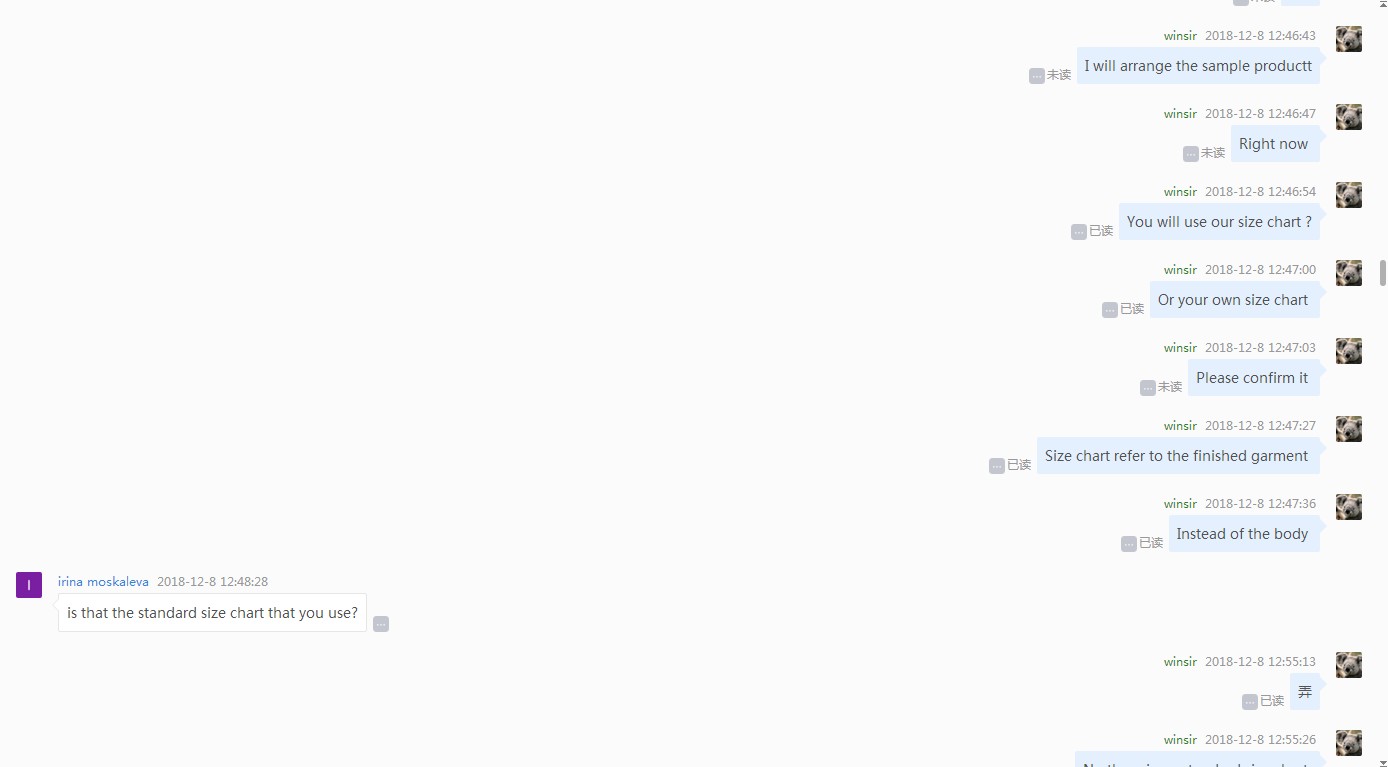 winsir 2018-12-8 12:46:43
未读 I will arrange the sample productt
winsir 2018-12-8 12:46:47
未读 Right now
winsir 2018-12-8 12:46:54
已读 You will use our size chart ?
winsir 2018-12-8 12:47:00
已读 Or your own size chart
winsir 2018-12-8 12:47:03
未读 Please confirm it
winsir 2018-12-8 12:47:27
已读 Size chart refer to the finished garment
winsir 2018-12-8 12:47:36
已读 Instead of the body
I irina moskaleva 2018-12-8 12:48:28
is that the standard size chart that you use?
winsir 2018-12-8 12:55:13
已读 弄
winsir 2018-12-8 12:55:26